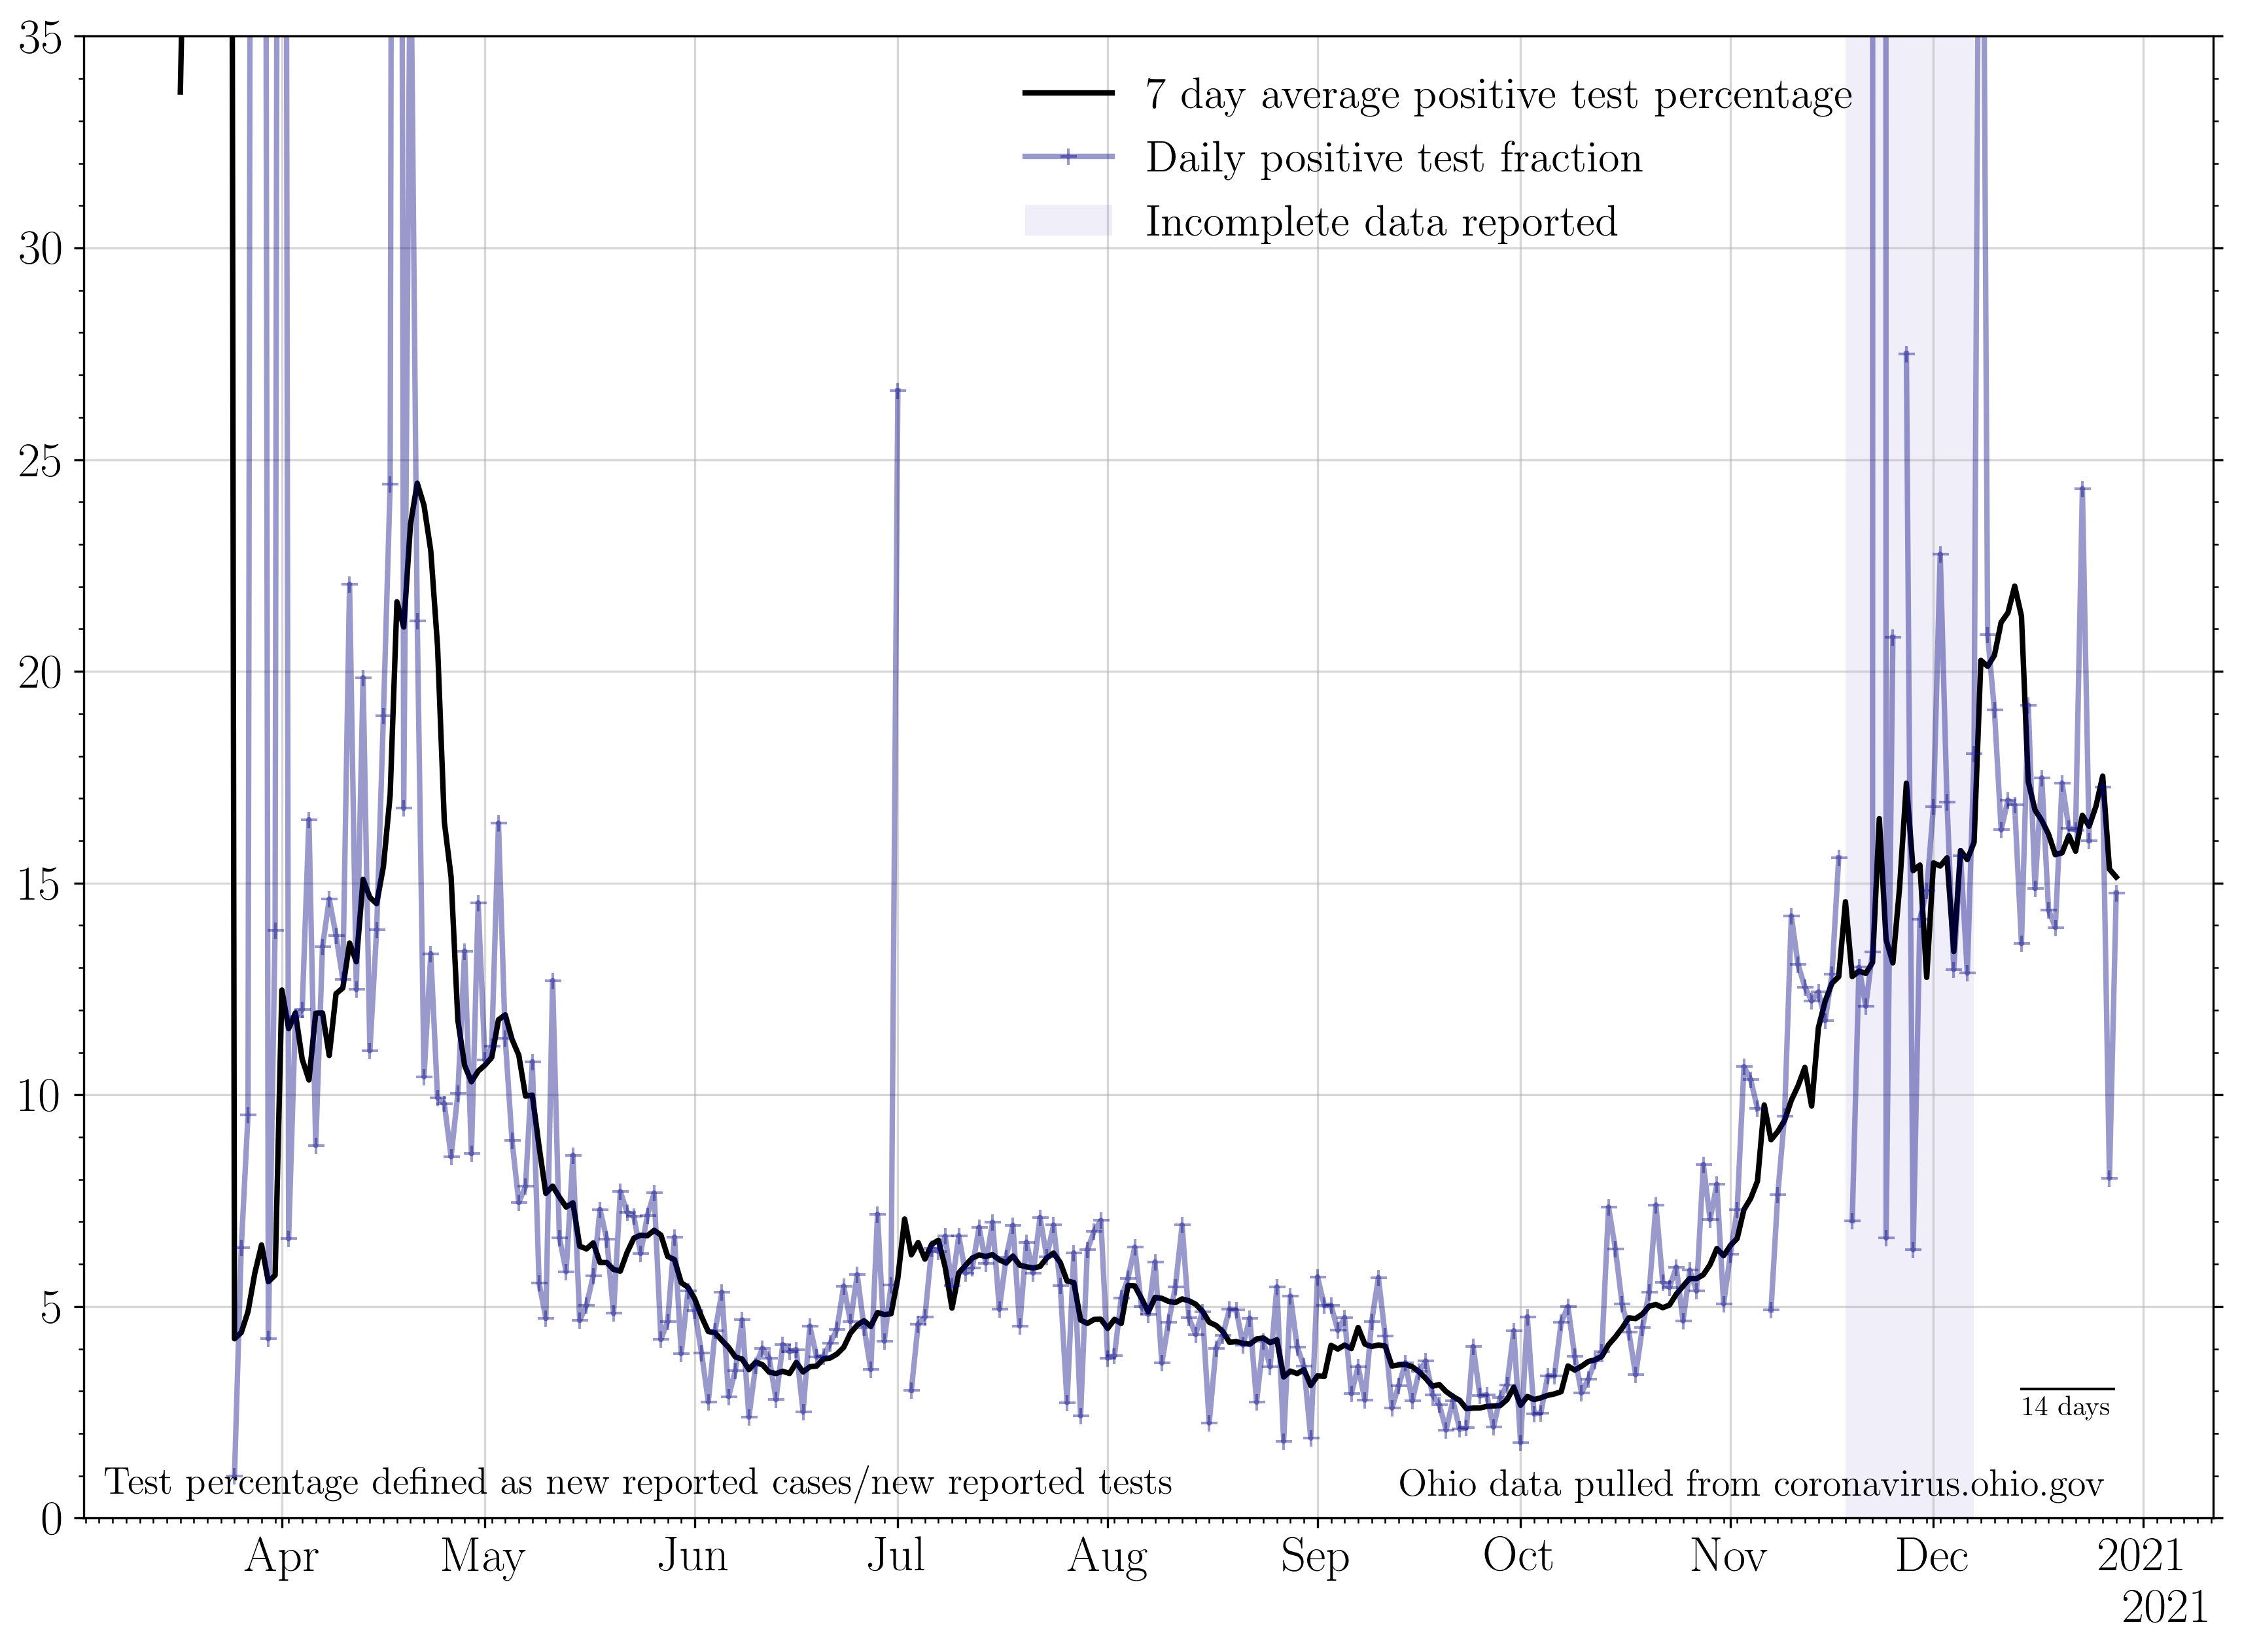 35
7 day average positive test percentage
Daily positive test fraction
Incomplete data reported
30
25
20
15
10
5
14 days
Test percentage defined as new reported cases/new reported tests
Ohio data pulled from coronavirus.ohio.gov
0
Apr May Jun Jul Aug Sep Oct Nov Dec 2021
2021